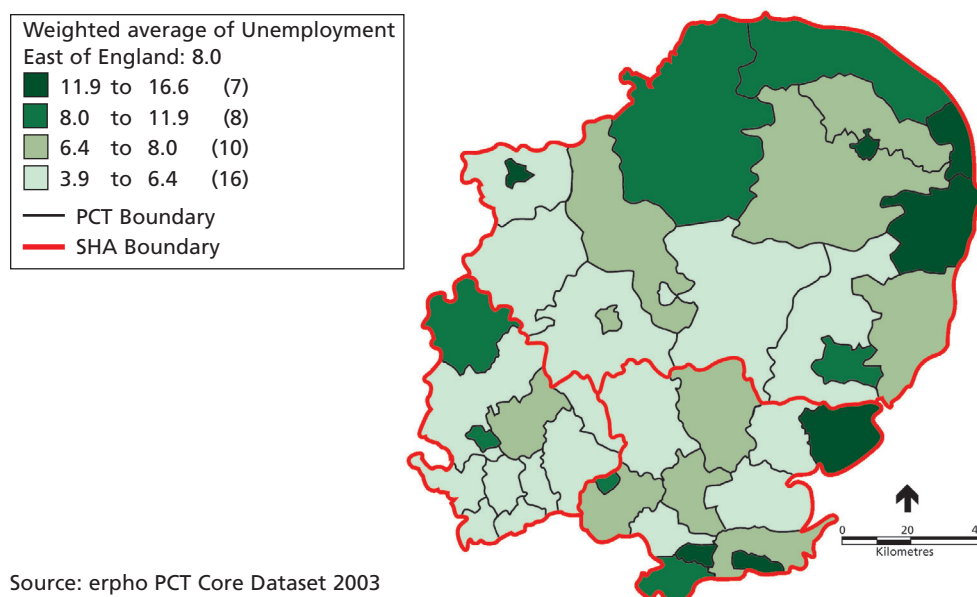 Weighted average of Unemployment
East of England: 8.0
11.9 to 16.6 (7)
8.0 to 11.9 (8)
6.4 to 8.0 (10)
3.9 to 6.4 (16)
PCT Boundary
SHA Boundary
0 20 4
Kilometres
Source: erpho PCT Core Dataset 2003